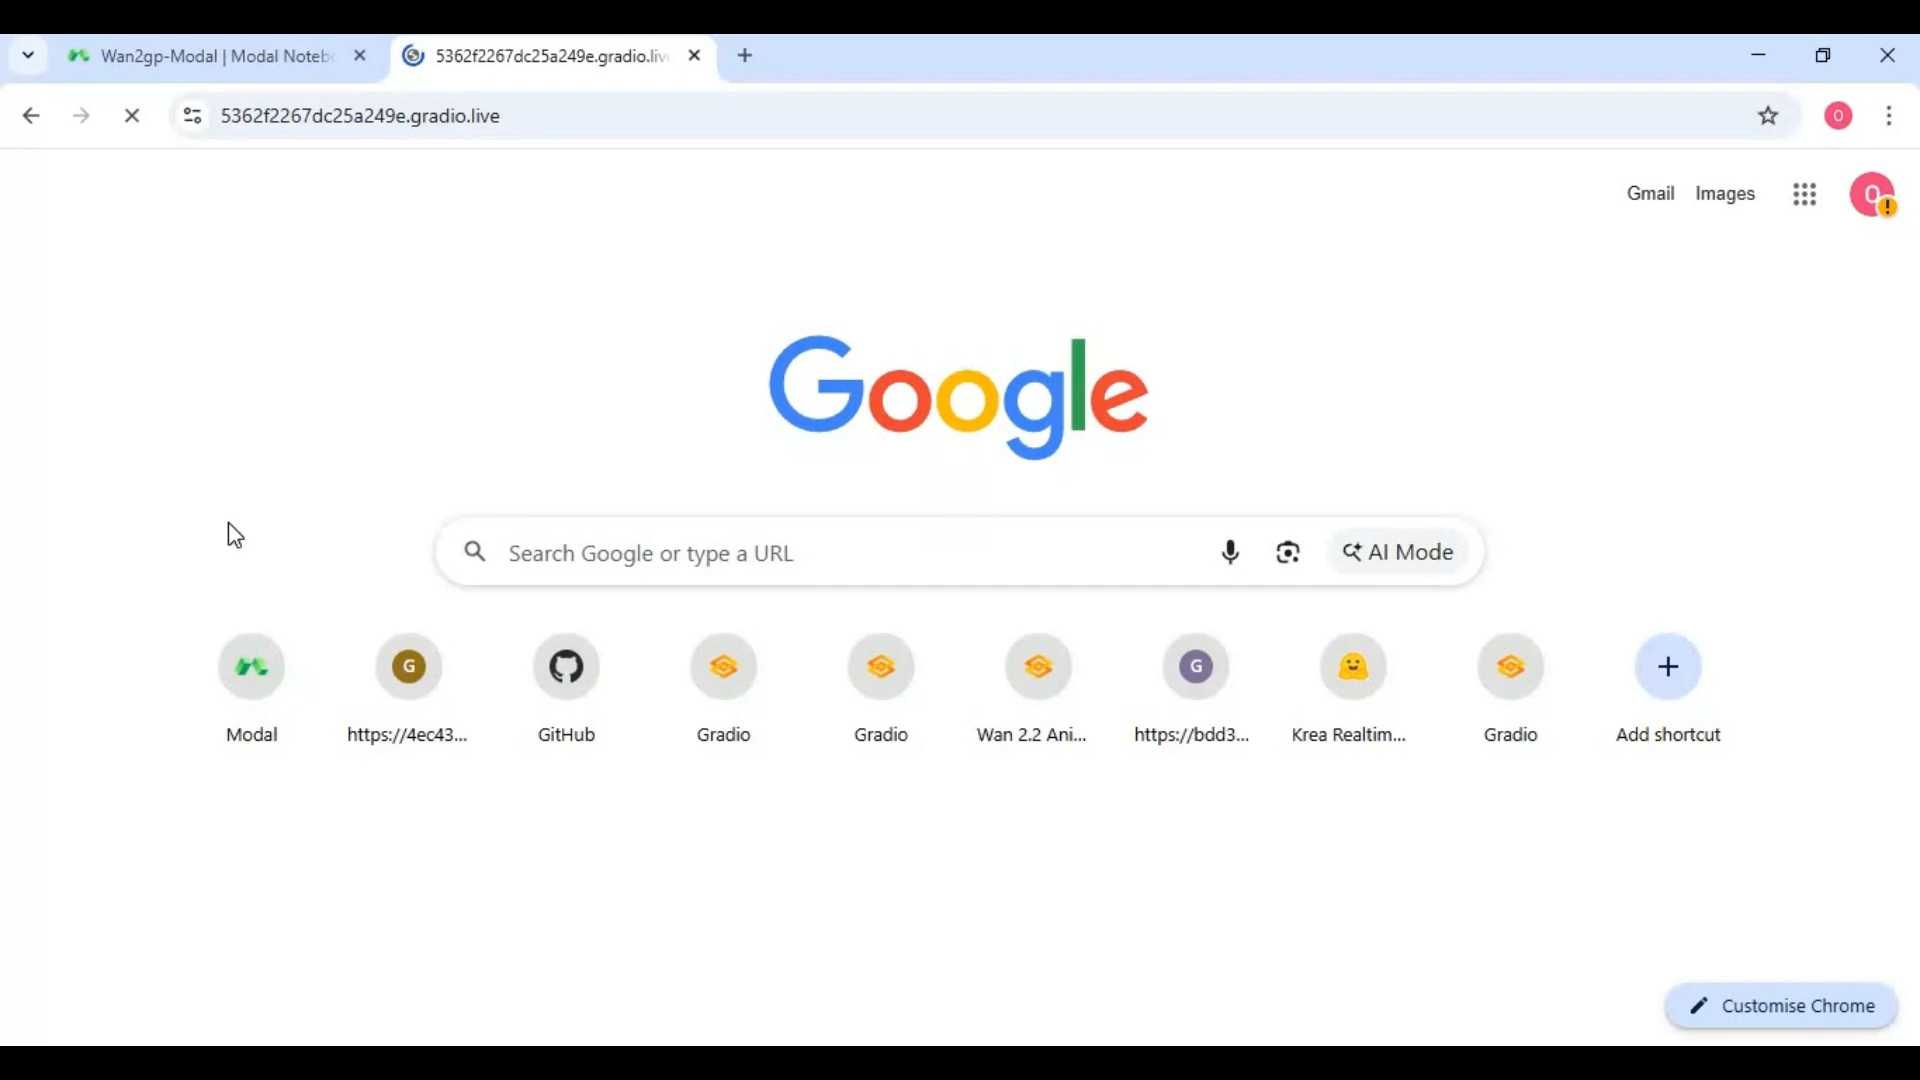 Wan2gp-Modal | Modal Noteb
5362f2267dc25a249e.gradio.liv
5362f2267dc25a249e.gradio.live
O
Gmail
Images
O
!
Google
Search Google or type a URL
AI Mode
G
G
Modal
https://4ec43...
GitHub
Gradio
Gradio
Wan 2.2 Ani...
https://bdd3...
Krea Realtim...
Gradio
Add shortcut
Customise Chrome